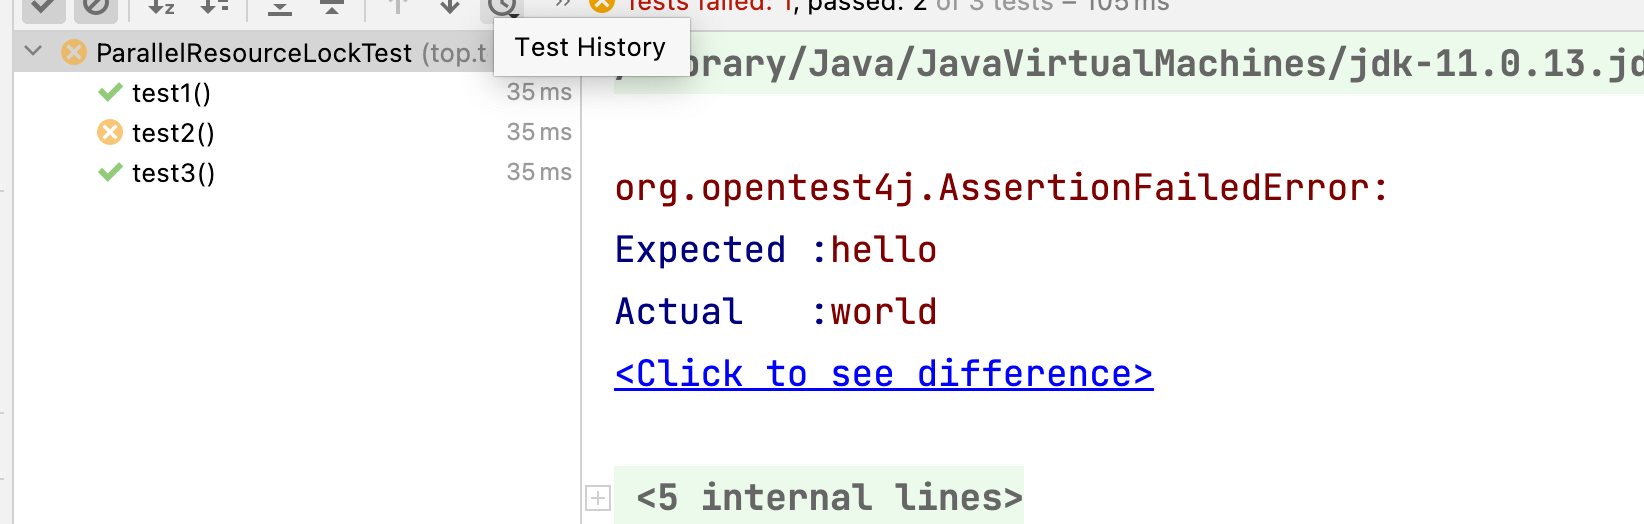 Tests failed: 1, passed: 2 of 3 tests – 105 ms
ParallelResourceLockTest (top.t
Test History
test1() 35 ms
test2() 35 ms
test3() 35 ms
brary/Java/JavaVirtualMachines/jdk-11.0.13.jd
org.opentest4j.AssertionFailedError:
Expected :hello
Actual :world
<Click to see difference>
<5 internal lines>